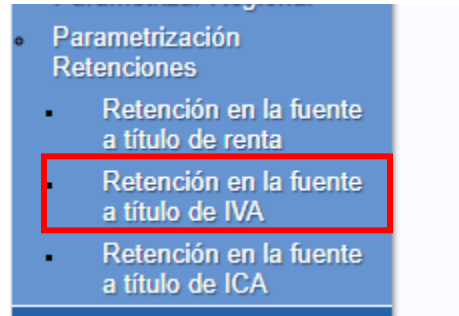 Parametrización
Retenciones
Retención en la fuente
a título de renta
Retención en la fuente
a título de IVA
Retención en la fuente
a título de ICA